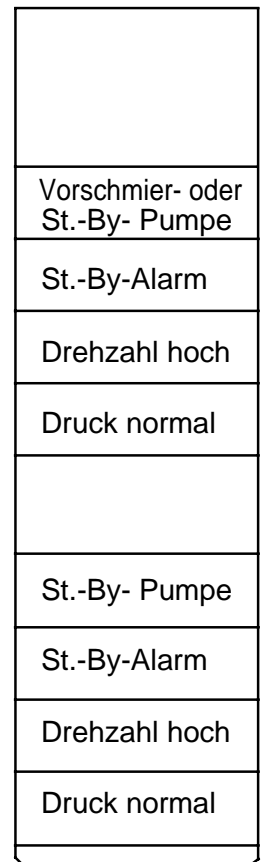 Vorschmier- oder
St.-By- Pumpe
St.-By-Alarm
Drehzahl hoch
Druck normal
St.-By- Pumpe
St.-By-Alarm
Drehzahl hoch
Druck normal